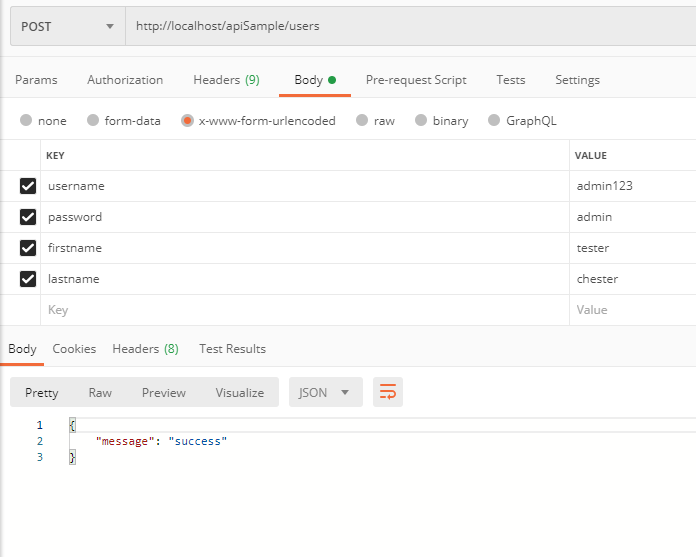 POST http://localhost/apiSample/users
Params Authorization Headers (9) Body Pre-request Script Tests Settings
none form-data x-www-form-urlencoded raw binary GraphQL
KEY VALUE
username admin123
password admin
firstname tester
lastname chester
Key Value
Body Cookies Headers (8) Test Results
Pretty Raw Preview Visualize JSON
1 {
2 "message": "success"
3 }